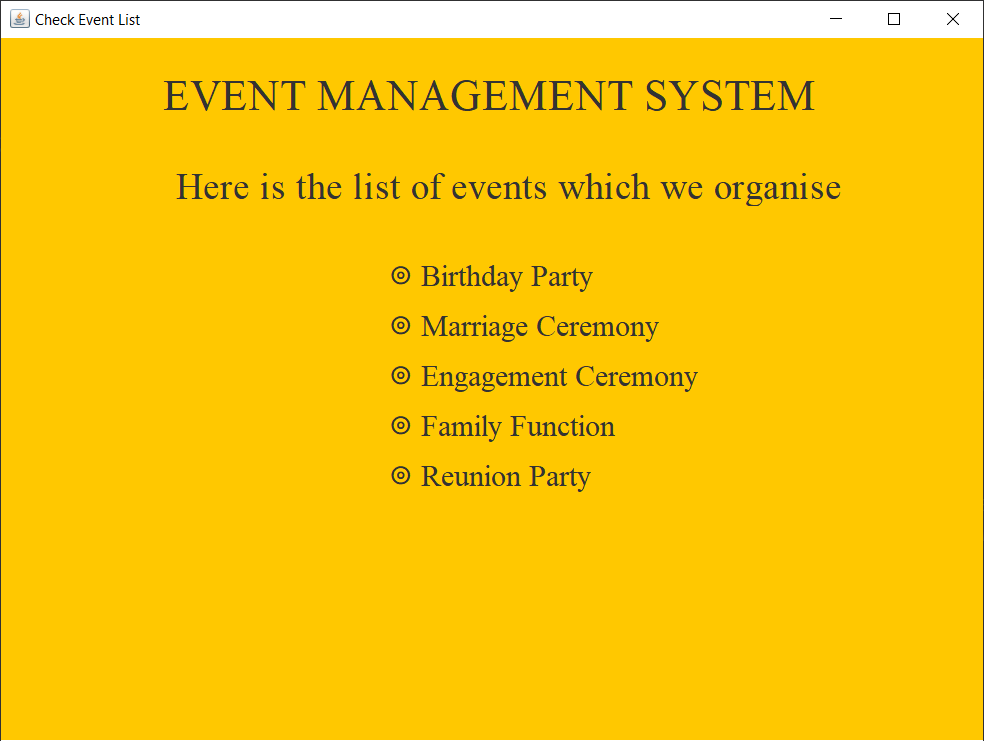 Check Event List
EVENT MANAGEMENT SYSTEM
Here is the list of events which we organise
⊚ Birthday Party
⊚ Marriage Ceremony
⊚ Engagement Ceremony
⊚ Family Function
⊚ Reunion Party